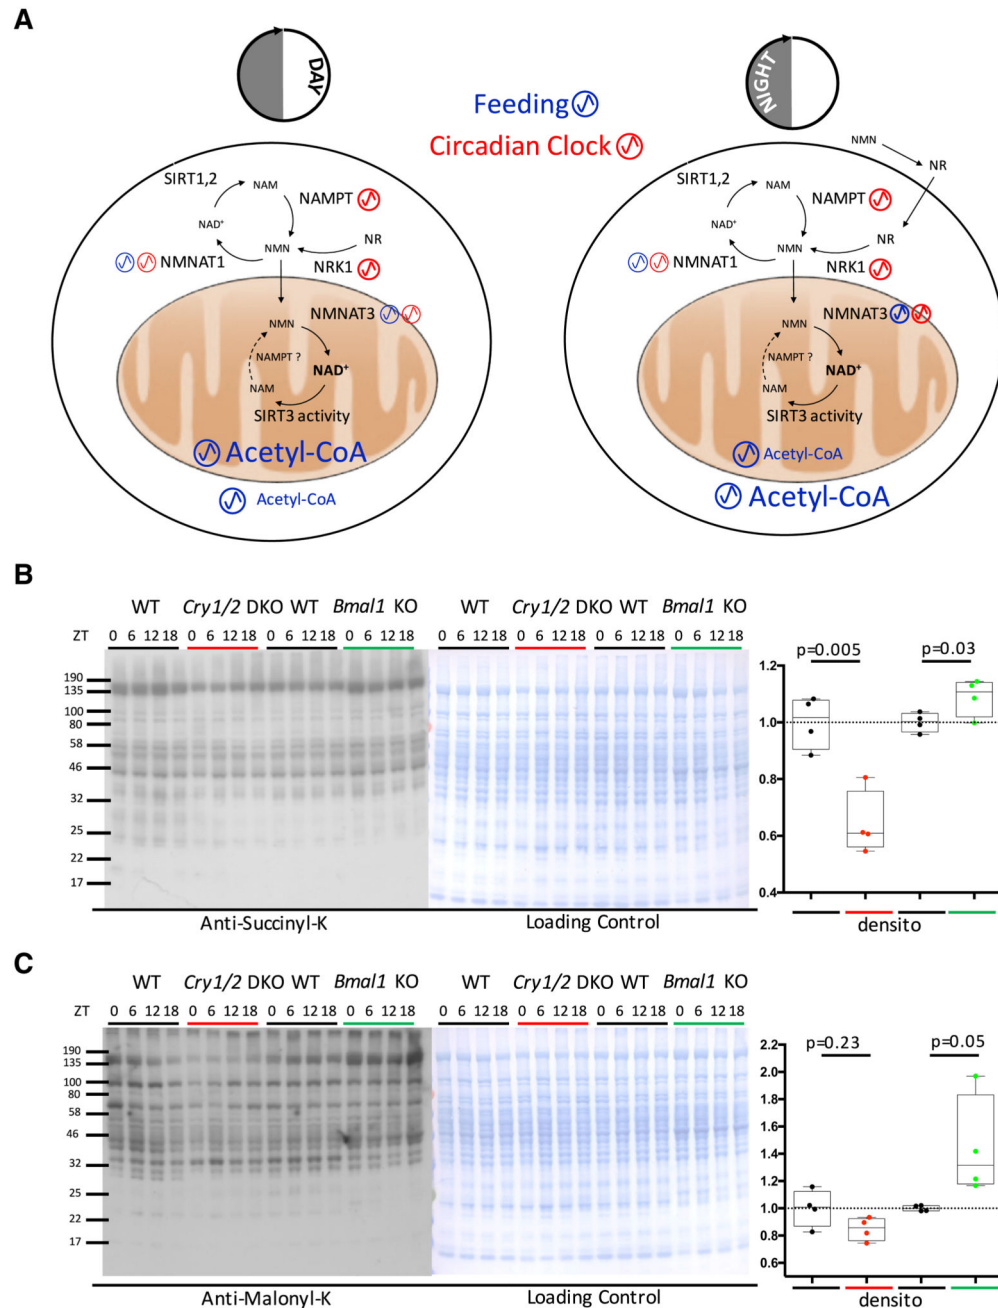 A
DAY
NIGHT
Feeding
Circadian Clock
SIRT1,2
NAM
NAMPT
NAD⁺
NMN
NR
NMNAT1
NRK1
NMNAT3
NMN
NAMPT ?
NAD⁺
NAM
SIRT3 activity
Acetyl-CoA
Acetyl-CoA
NMN
NR
SIRT1,2
NAM
NAMPT
NAD⁺
NMN
NR
NMNAT1
NRK1
NMNAT3
NMN
NAMPT ?
NAD⁺
NAM
SIRT3 activity
Acetyl-CoA
Acetyl-CoA
B
WT Cry1/2 DKO WT Bmal1 KO WT Cry1/2 DKO WT Bmal1 KO
ZT 0 6 12 18 0 6 12 18 0 6 12 18 0 6 12 18 0 6 12 18 0 6 12 18 0 6 12 18 0 6 12 18
190
135
100
80
58
46
32
25
22
17
p=0.005 p=0.03
1.2
1.0
0.8
0.6
0.4
Anti-Succinyl-K Loading Control densito
C
WT Cry1/2 DKO WT Bmal1 KO WT Cry1/2 DKO WT Bmal1 KO
ZT 0 6 12 18 0 6 12 18 0 6 12 18 0 6 12 18 0 6 12 18 0 6 12 18 0 6 12 18 0 6 12 18
190
135
100
80
58
46
32
25
22
17
p=0.23 p=0.05
2.2
2.0
1.8
1.6
1.4
1.2
1.0
0.8
0.6
Anti-Malonyl-K Loading Control densito